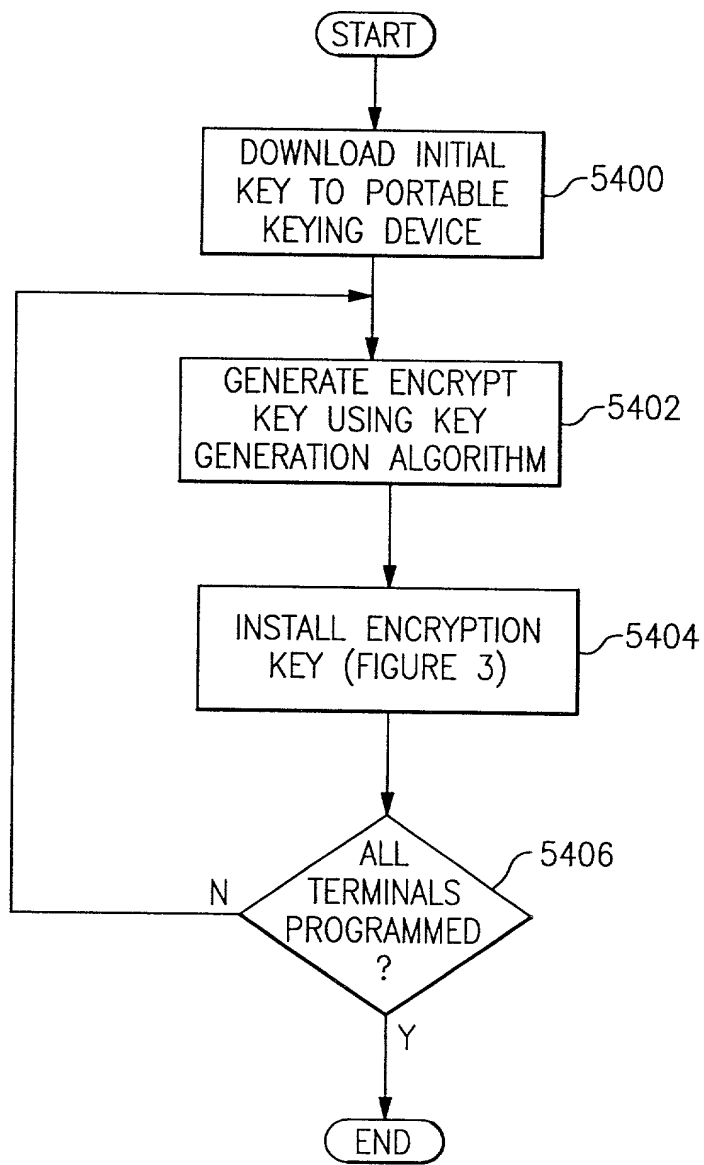 START
DOWNLOAD INITIAL
KEY TO PORTABLE
KEYING DEVICE
5400
GENERATE ENCRYPT
KEY USING KEY
GENERATION ALGORITHM
5402
INSTALL ENCRYPTION
KEY (FIGURE 3)
5404
ALL
TERMINALS
PROGRAMMED
?
5406
N
Y
END